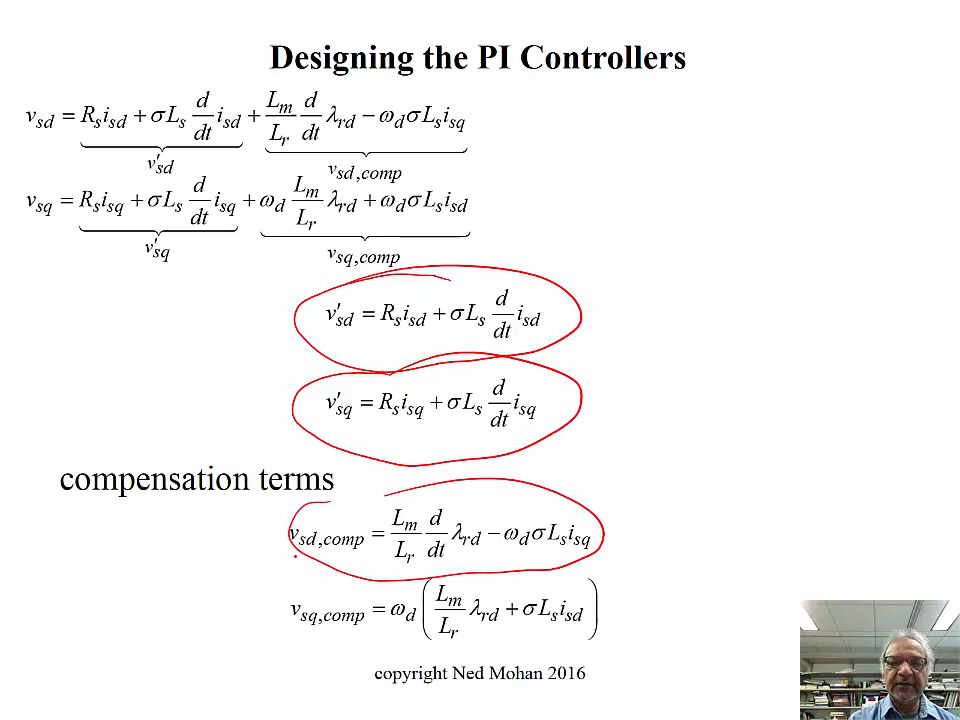 Designing the PI Controllers
v_sd = R_s i_sd + σL_s d/dt i_sd + L_m/L_r d/dt λ_rd − ω_d σL_s i_sq
v′_sd v_sd,comp
v_sq = R_s i_sq + σL_s d/dt i_sq + ω_d L_m/L_r λ_rd + ω_d σL_s i_sd
v′_sq v_sq,comp
v′_sd = R_s i_sd + σL_s d/dt i_sd
v′_sq = R_s i_sq + σL_s d/dt i_sq
compensation terms
v_sd,comp = L_m/L_r d/dt λ_rd − ω_d σL_s i_sq
v_sq,comp = ω_d (L_m/L_r λ_rd + σL_s i_sd)
copyright Ned Mohan 2016